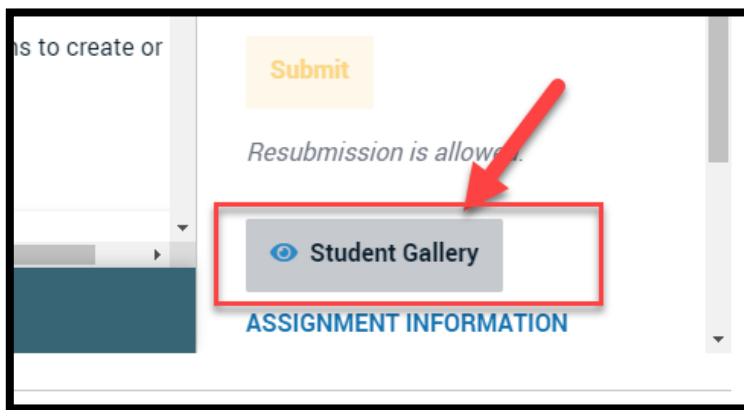 ns to create or
Submit
Resubmission is allowed.
Student Gallery
ASSIGNMENT INFORMATION